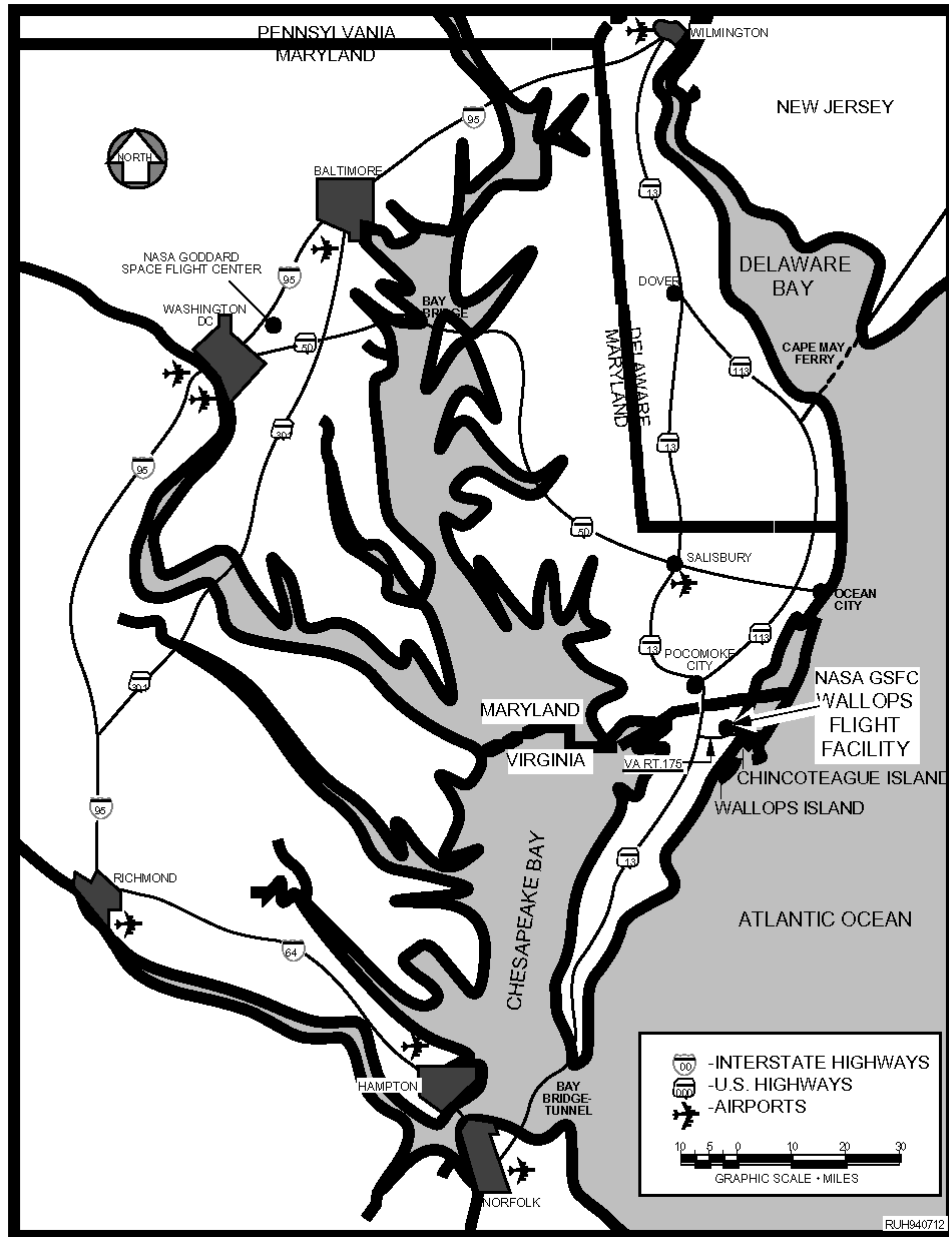 PENNSYLVANIA
MARYLAND
WILMINGTON
NEW JERSEY
95
NORTH
BALTIMORE
13
NASA GODDARD
SPACE FLIGHT CENTER
95
WASHINGTON
DC
50
BAY
BRIDGE
DOVER
DELAWARE
BAY
CAPE MAY
FERRY
DELAWARE
MARYLAND
113
301
13
95
50
SALISBURY
OCEAN
CITY
13
113
POCOMOKE
CITY
301
NASA GSFC
WALLOPS
FLIGHT
FACILITY
MARYLAND
VIRGINIA
VA RT.175
CHINCOTEAGUE ISLAND
WALLOPS ISLAND
95
13
RICHMOND
64
CHESAPEAKE BAY
ATLANTIC OCEAN
HAMPTON
BAY
BRIDGE-
TUNNEL
NORFOLK
00 -INTERSTATE HIGHWAYS
000 -U.S. HIGHWAYS
-AIRPORTS
10 5 0 10 20 30
GRAPHIC SCALE • MILES
RUH940712